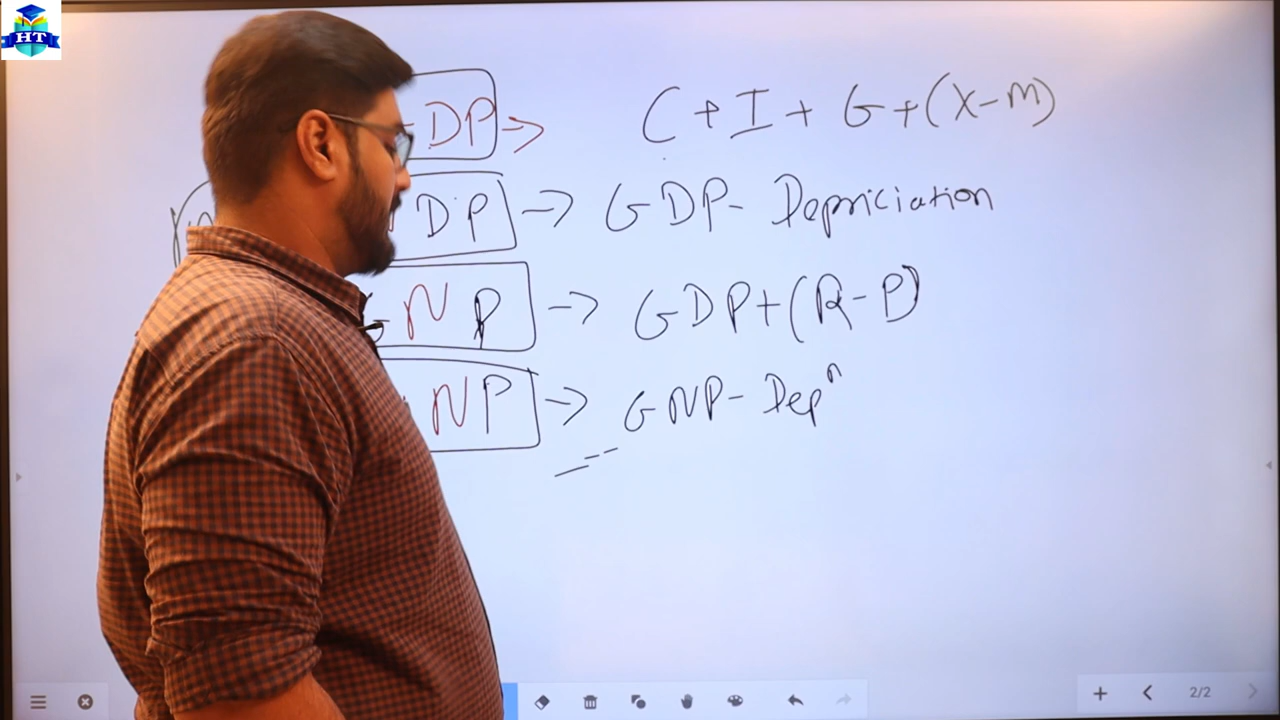 HT
DP → C + I + G + (X - M)
DP → GDP - Depriciation
NP → GDP + (R - P)
NP → GNP - Depⁿ
2/2